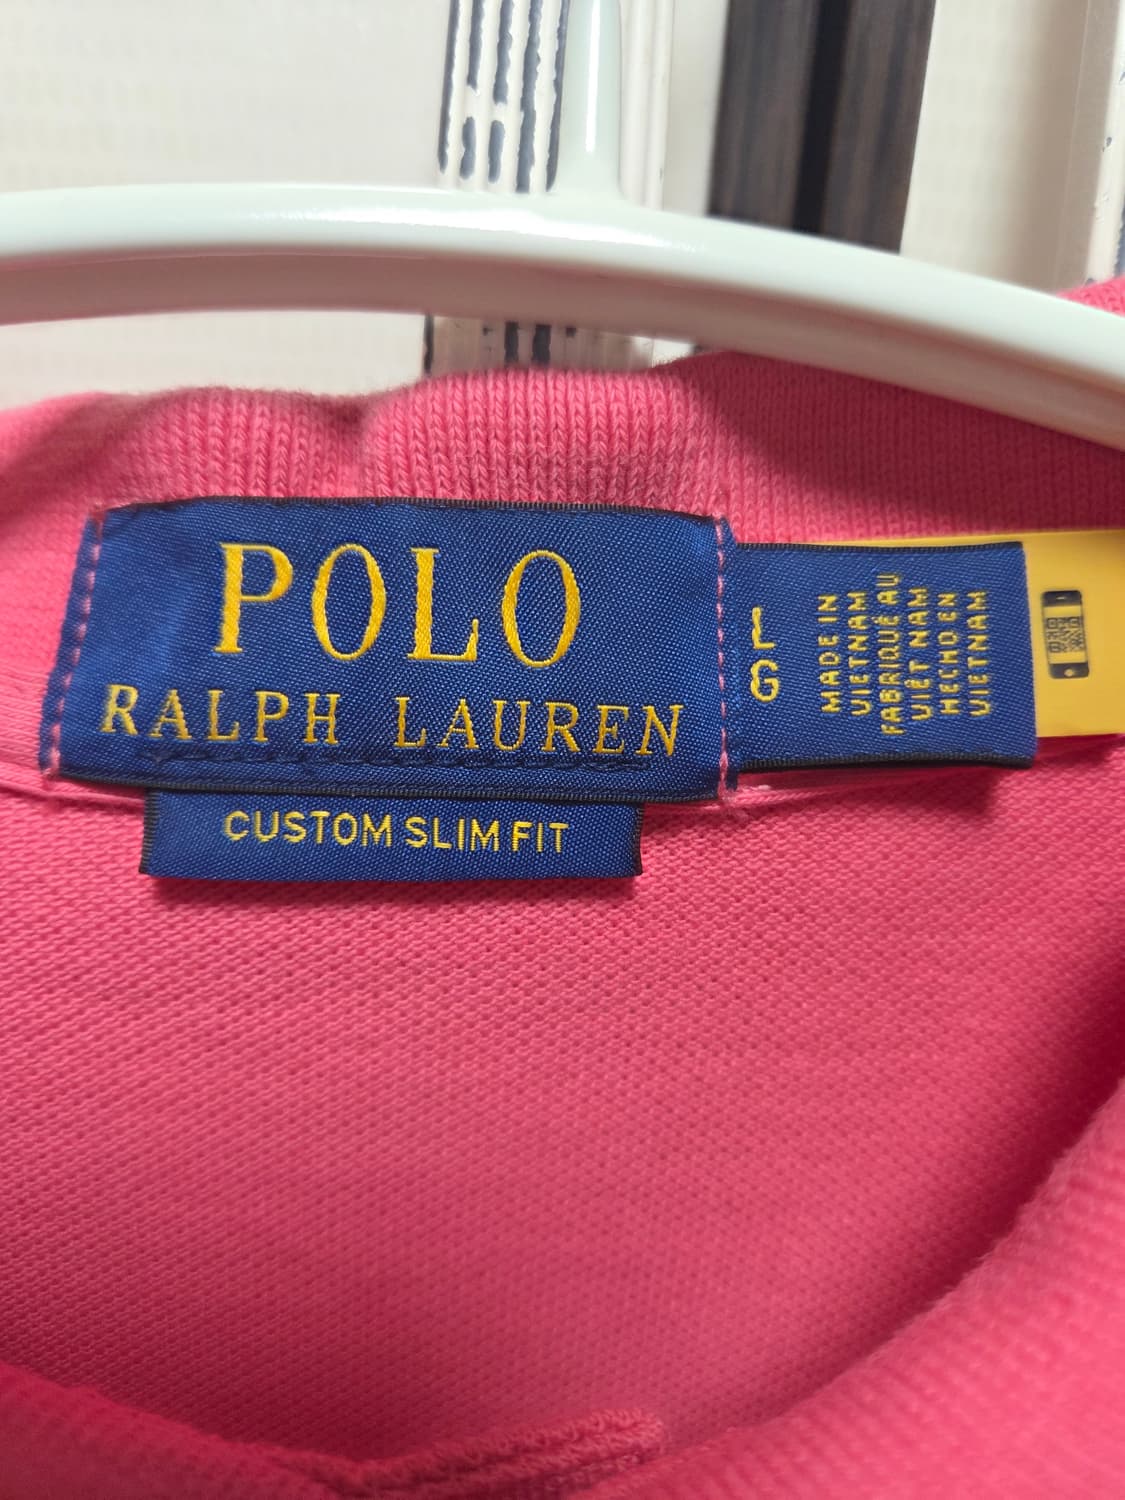 POLO
RALPH LAUREN
CUSTOM SLIM FIT
L
G
MADE IN
VIETNAM
FABRIQUÉ AU
VIÊT NAM
HECHO EN
VIETNAM